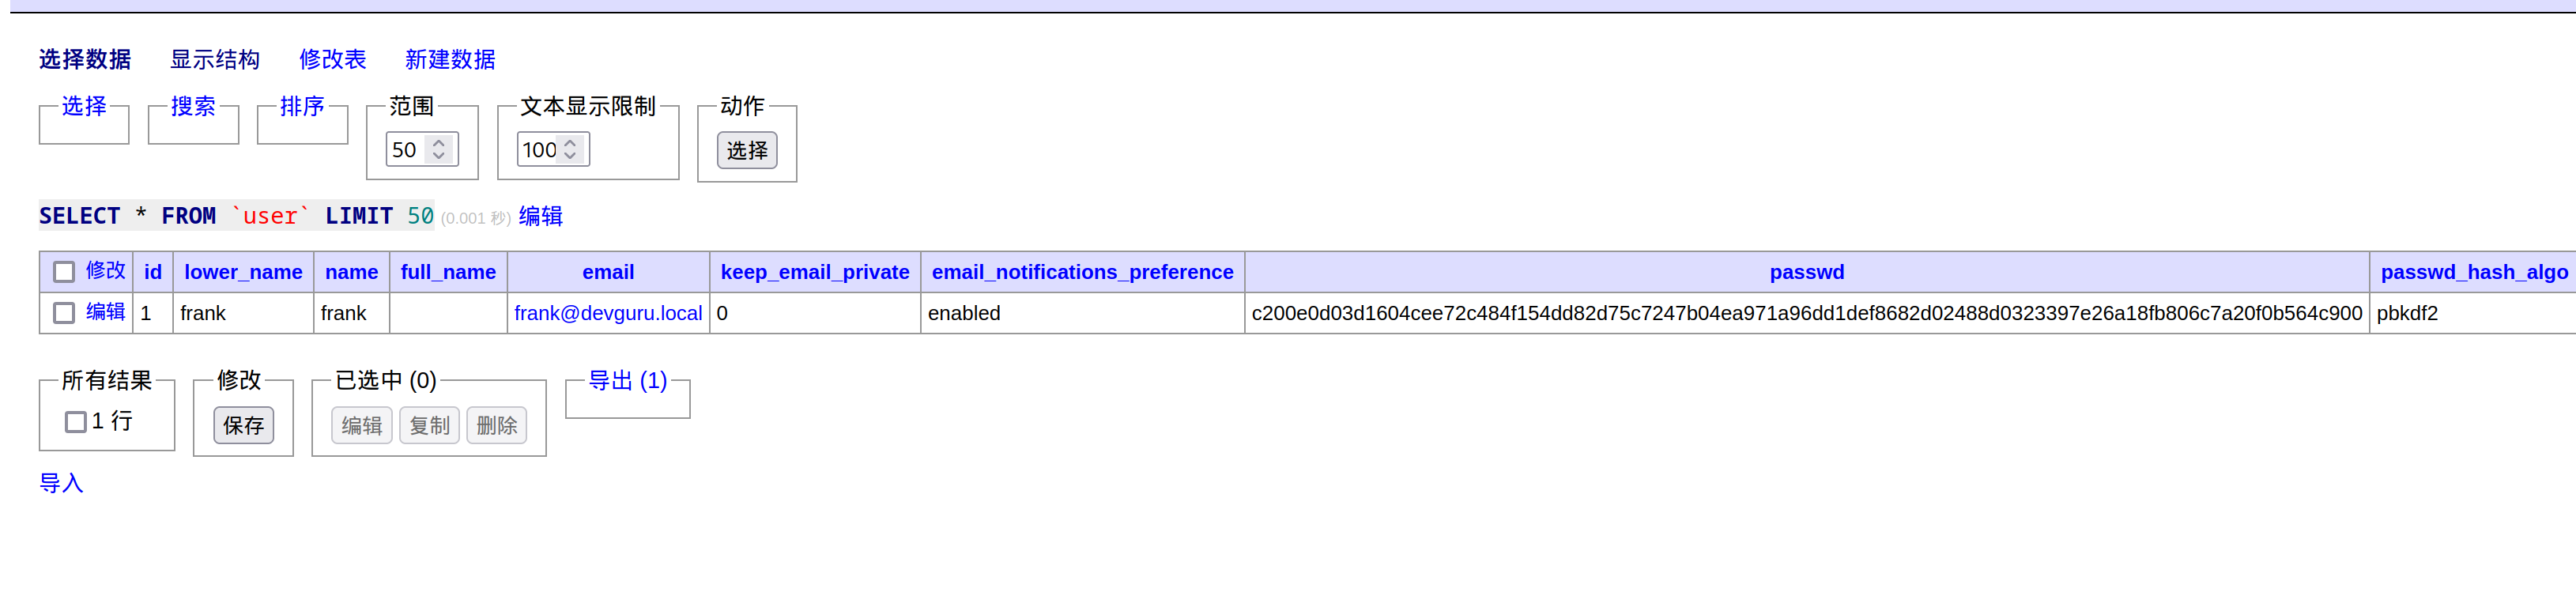 选择数据 显示结构 修改表 新建数据
选择 搜索 排序 范围 文本显示限制 动作
50 100 选择
SELECT * FROM `user` LIMIT 50 (0.001 秒) 编辑
修改 id lower_name name full_name email keep_email_private email_notifications_preference passwd passwd_hash_algo
编辑 1 frank frank frank@devguru.local 0 enabled c200e0d03d1604cee72c484f154dd82d75c7247b04ea971a96dd1def8682d02488d0323397e26a18fb806c7a20f0b564c900 pbkdf2
所有结果 修改 已选中 (0) 导出 (1)
1 行 保存 编辑 复制 删除
导入